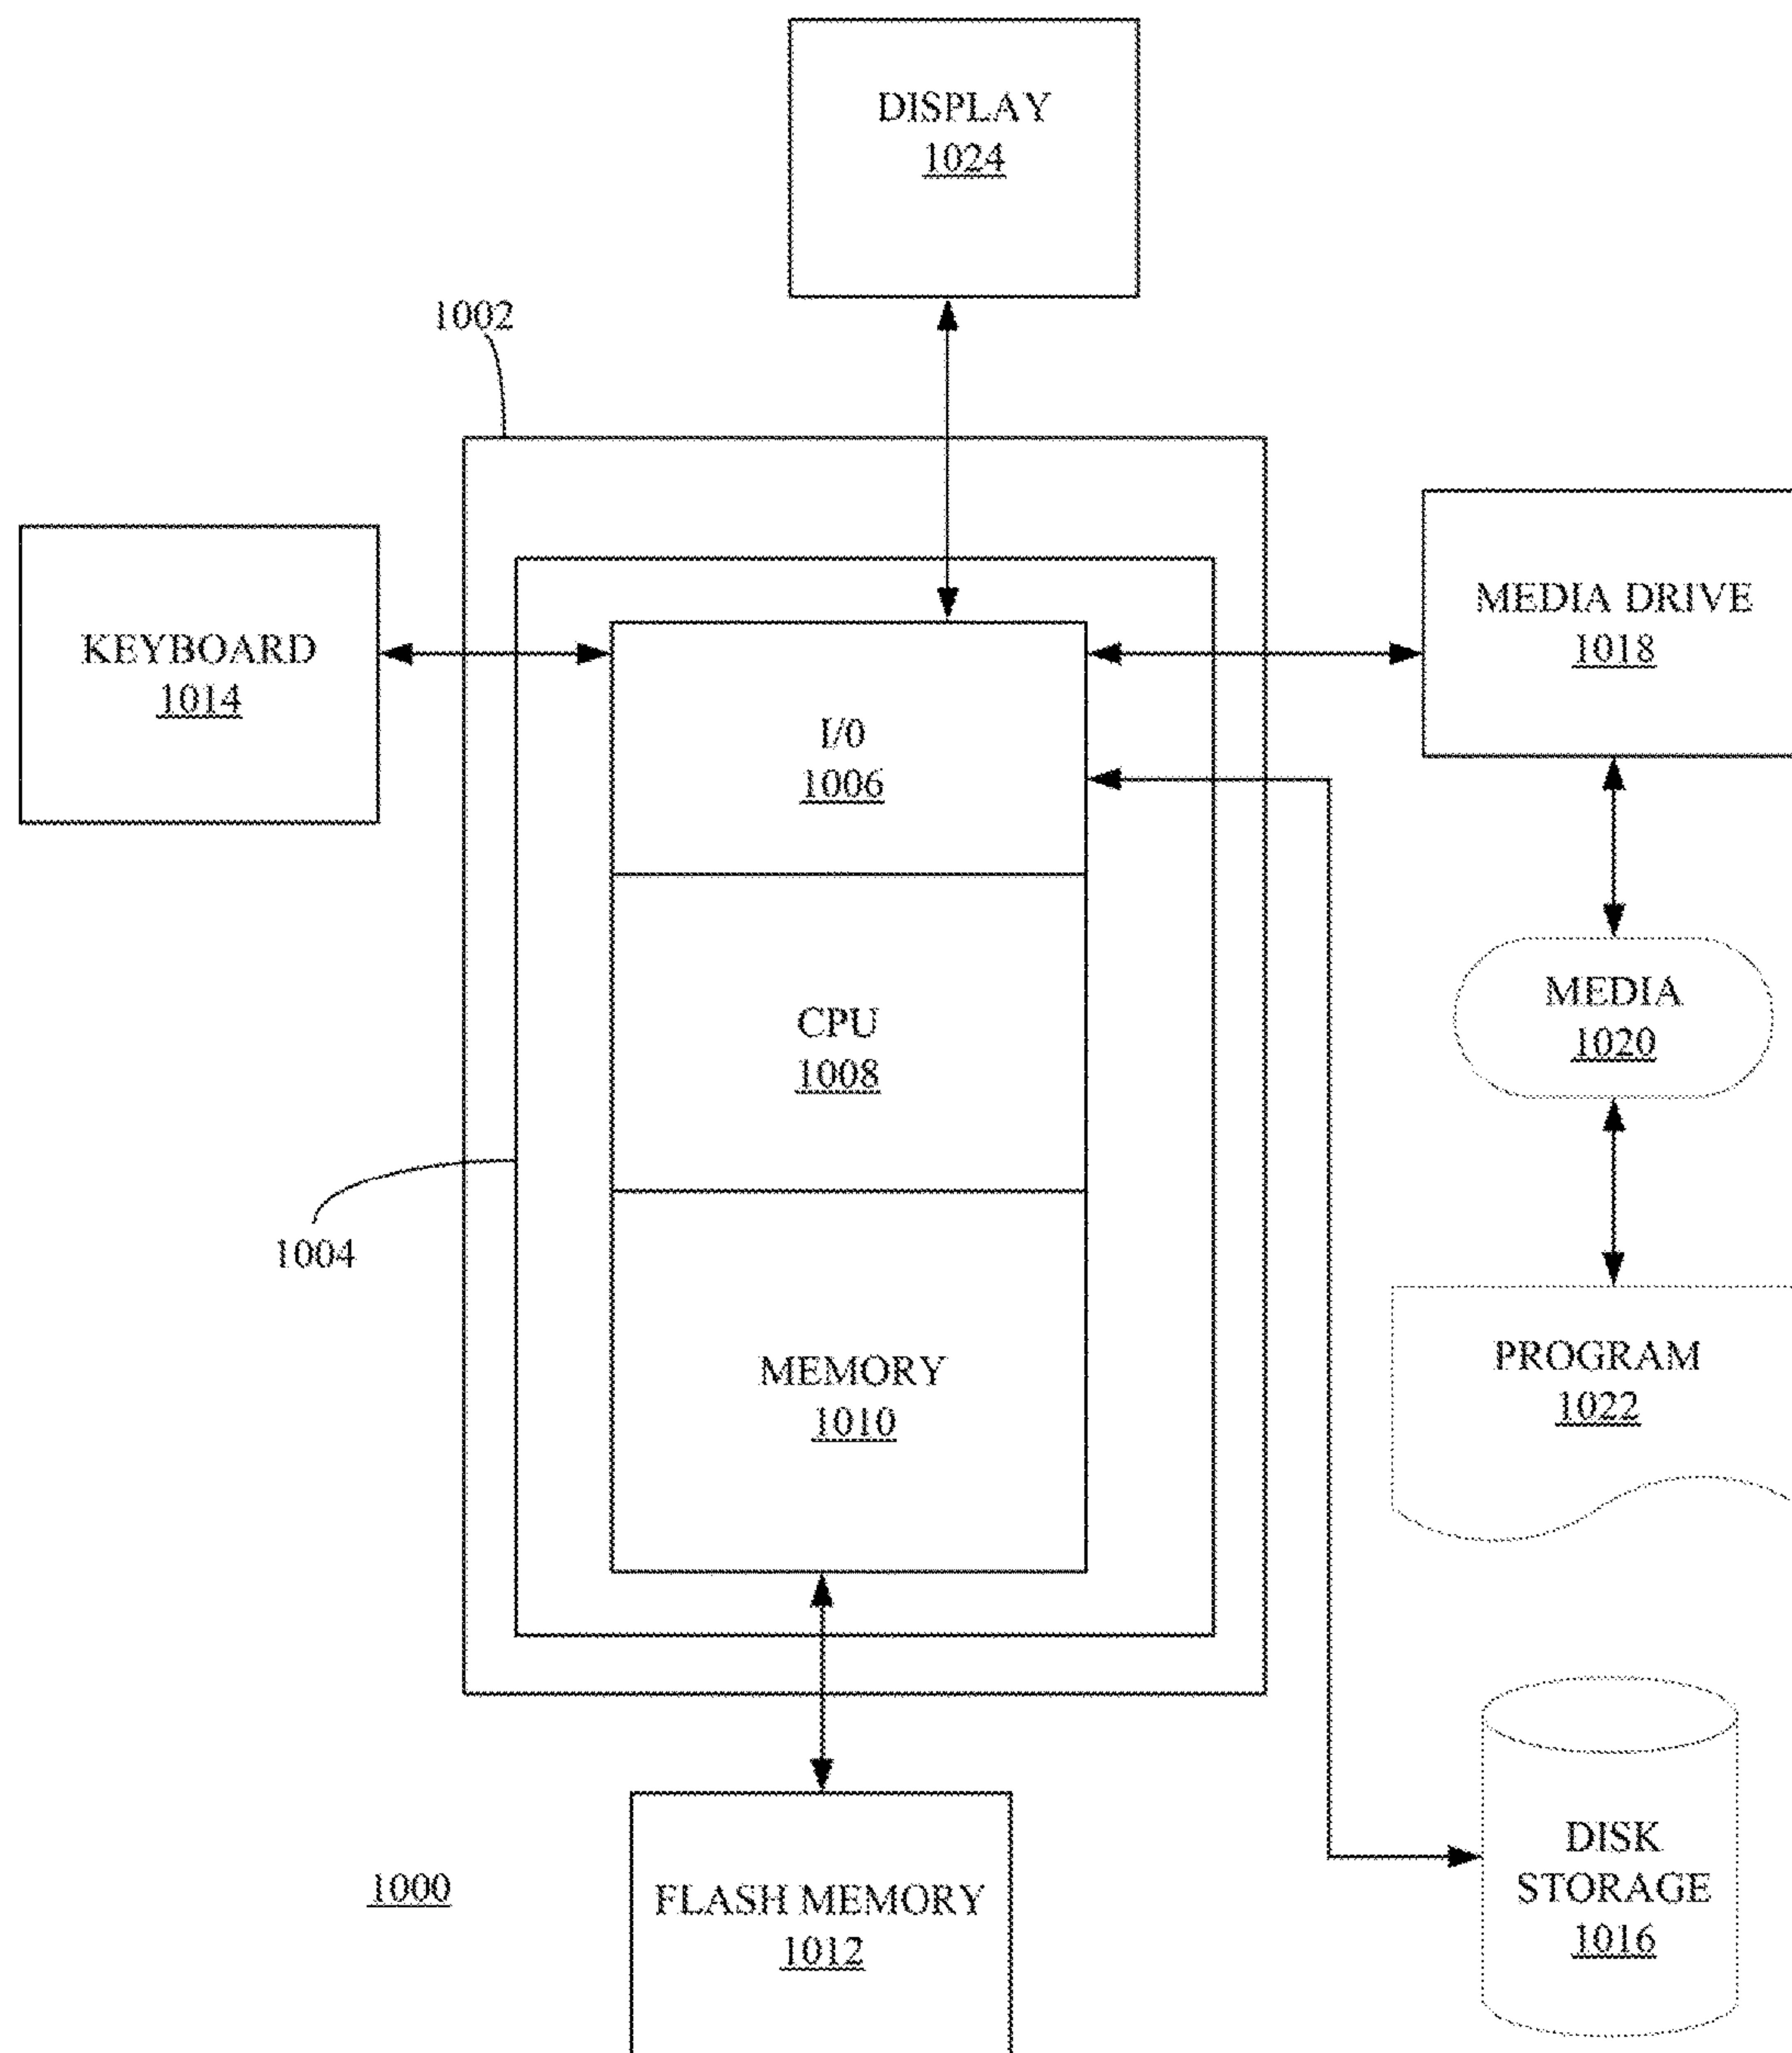 DISPLAY
1024
1002
KEYBOARD
1014
I/0
1006
MEDIA DRIVE
1018
CPU
1008
MEDIA
1020
1004
MEMORY
1010
PROGRAM
1022
1000
FLASH MEMORY
1012
DISK
STORAGE
1016